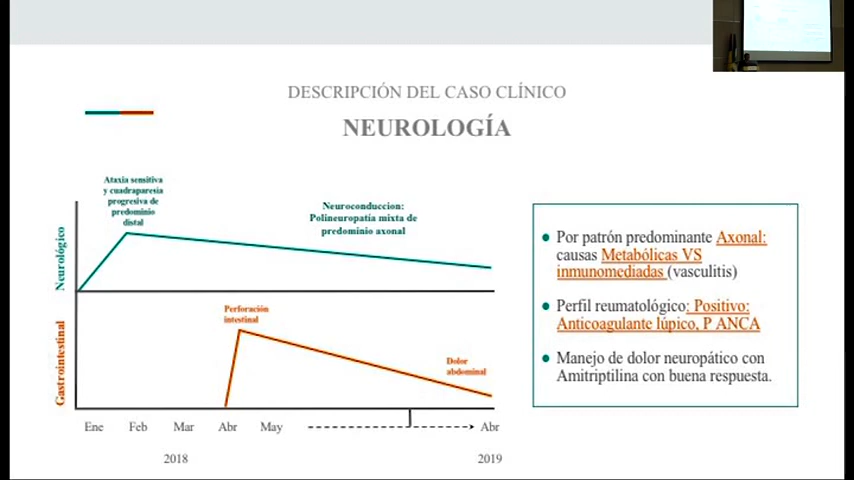 DESCRIPCIÓN DEL CASO CLÍNICO
NEUROLOGÍA
Ataxia sensitiva
y cuadraparesia
progresiva de
predominio
distal
Neuroconduccion:
Polineuropatía mixta de
predominio axonal
Neurológico
Perforación
intestinal
Dolor
abdominal
Gastrointestinal
Ene Feb Mar Abr May Abr
2018 2019
Por patrón predominante Axonal:
causas Metabólicas VS
inmunomediadas (vasculitis)
Perfil reumatológico: Positivo:
Anticoagulante lúpico, P ANCA
Manejo de dolor neuropático con
Amitriptilina con buena respuesta.